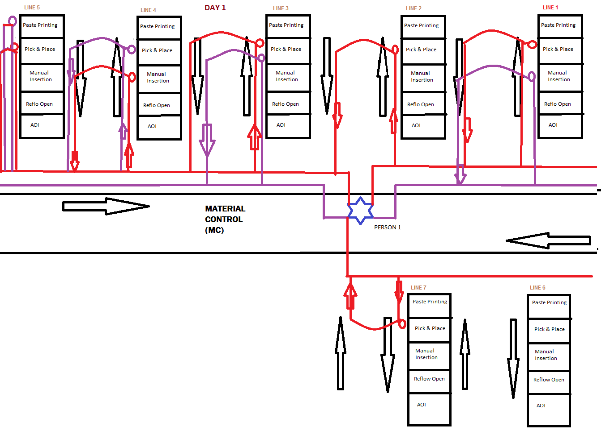 DAY 1
LINE 5
Paste Printing
Pick & Place
Manual
Insertion
Reflo Open
AOI
LINE 4
Paste Printing
Pick & Place
Manual
Insertion
Reflo Open
AOI
LINE 3
Paste Printing
Pick & Place
Manual
Insertion
Reflo Open
AOI
LINE 2
Paste Printing
Pick & Place
Manual
Insertion
Reflo Open
AOI
LINE 1
Paste Printing
Pick & Place
Manual
Insertion
Reflo Open
AOI
MATERIAL
CONTROL
(MC)
PERSON 1
LINE 7
Paste Printing
Pick & Place
Manual
Insertion
Reflow Open
AOI
Paste Printing
Pick & Place
Manual
Insertion
Reflow Open
AOI